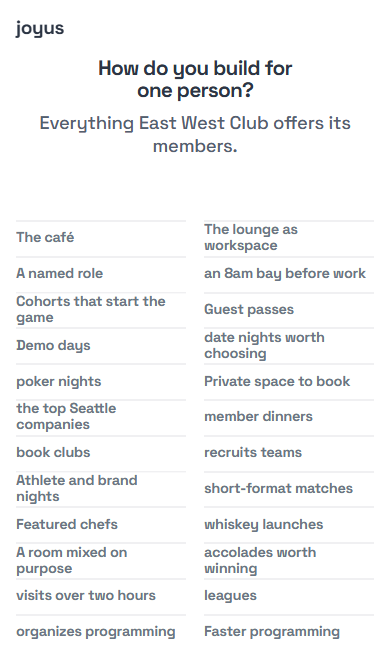 joyus
How do you build for
one person?
Everything East West Club offers its
members.
The café
The lounge as
workspace
A named role
an 8am bay before work
Cohorts that start the
game
Guest passes
Demo days
date nights worth
choosing
poker nights
Private space to book
the top Seattle
companies
member dinners
book clubs
recruits teams
Athlete and brand
nights
short-format matches
Featured chefs
whiskey launches
A room mixed on
purpose
accolades worth
winning
visits over two hours
leagues
organizes programming
Faster programming